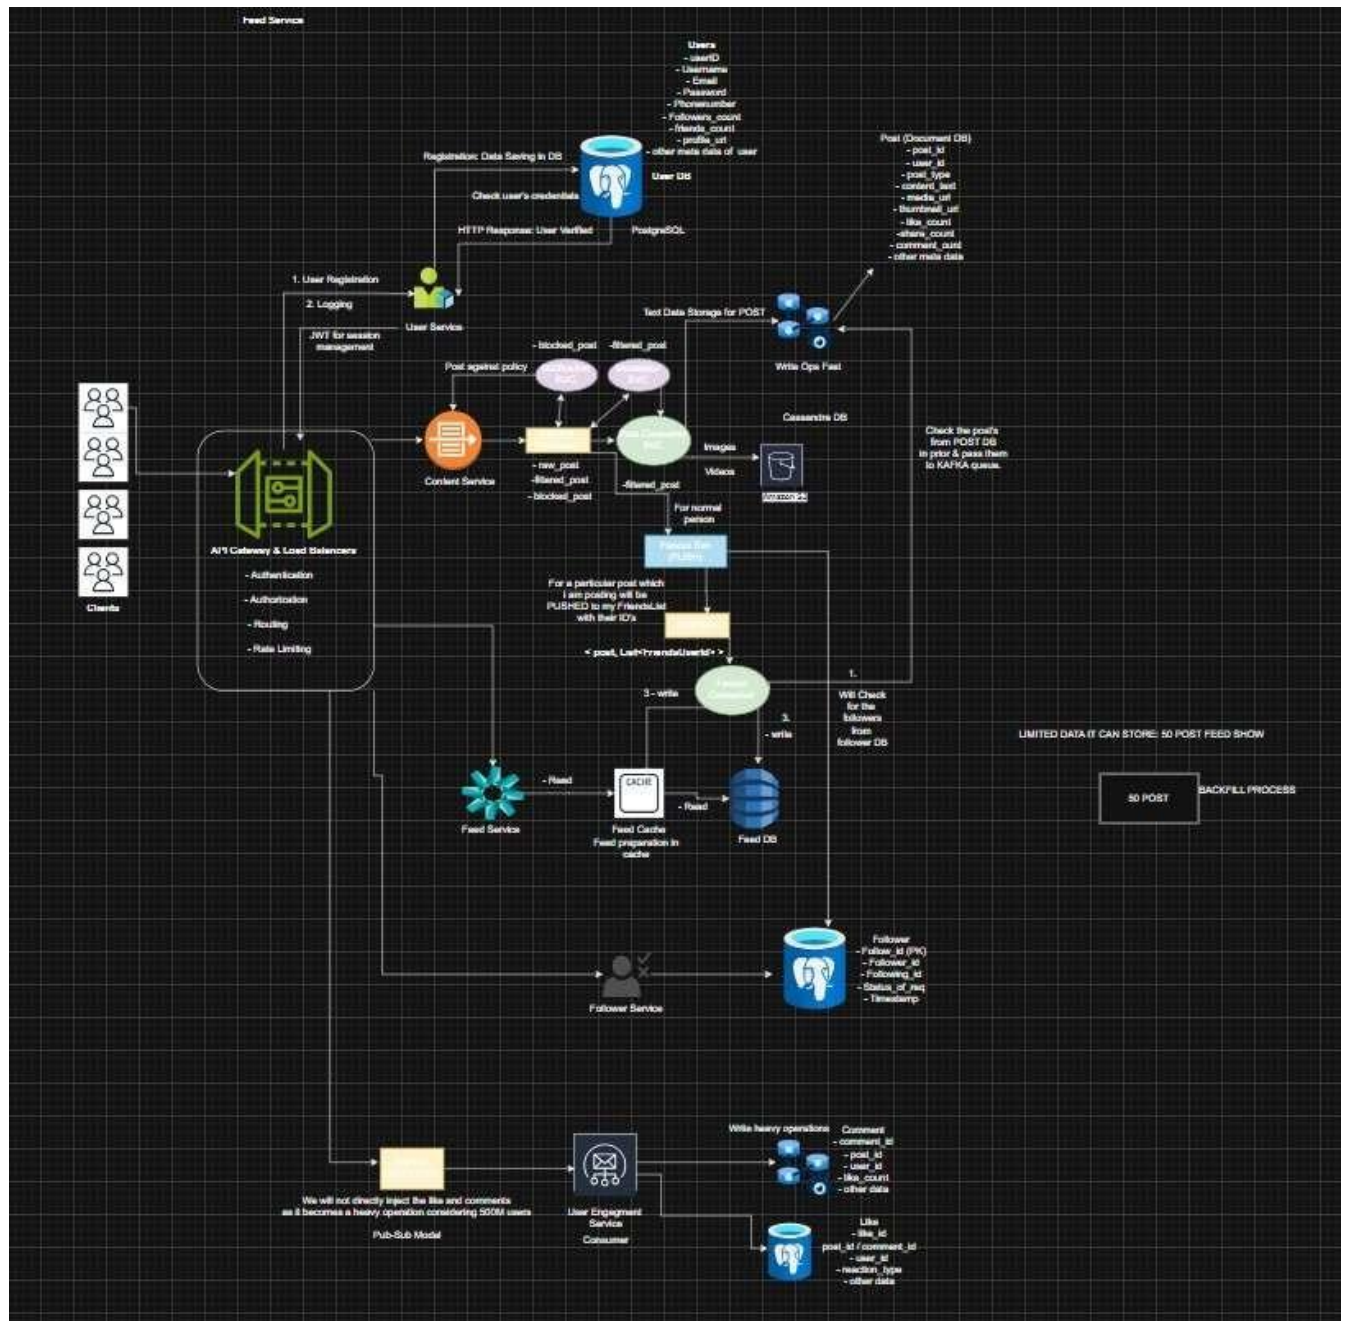 Feed Service
Users
- userID
- Username
- Email
- Password
- Phonenumber
- Followers_count
- friends_count
- profile_url
- other meta data of user
Registration: Data Saving in DB
User DB
Check user's credentials
HTTP Response: User Verified
PostgreSQL
Post (Document DB)
- post_id
- user_id
- post_type
- content_text
- media_url
- thumbnail_url
- like_count
-share_count
- comment_ount
- other meta data
1. User Registration
2. Logging
User Service
JWT for session
management
Text Data Storage for POST
Write Ops Fast
- blocked_post
-filtered_post
Post against policy
Content Service
- new_post
-filtered_post
- blocked_post
-filtered_post
Cassandra DB
Images
Videos
Check the post's
from POST DB
in prior & pass them
to KAFKA queue.
For normal
person
API Gateway & Load Balancers
- Authentication
- Authorization
- Routing
- Rate Limiting
Clients
For a particular post which
I am posting will be
PUSHED to my FriendsList
with their ID's
< post, List<FriendsUserId> >
3 - write
3.
- write
1.
Will Check
for the
followers
from
follower DB
LIMITED DATA IT CAN STORE: 50 POST FEED SHOW
50 POST
BACKFILL PROCESS
- Read
CACHE
- Read
Feed Service
Feed Cache
Feed preparation in
cache
Feed DB
Follower
- Follow_id (PK)
- Follower_id
- Following_id
- Status_of_req
- Timestamp
Follower Service
Write heavy operations
Comment
- comment_id
- post_id
- user_id
- like_count
- other data
We will not directly inject the like and comments
as it becomes a heavy operation considering 500M users
Pub-Sub Model
User Engagment
Service
Consumer
Like
- like_id
post_id / comment_id
- user_id
- reaction_type
- other data